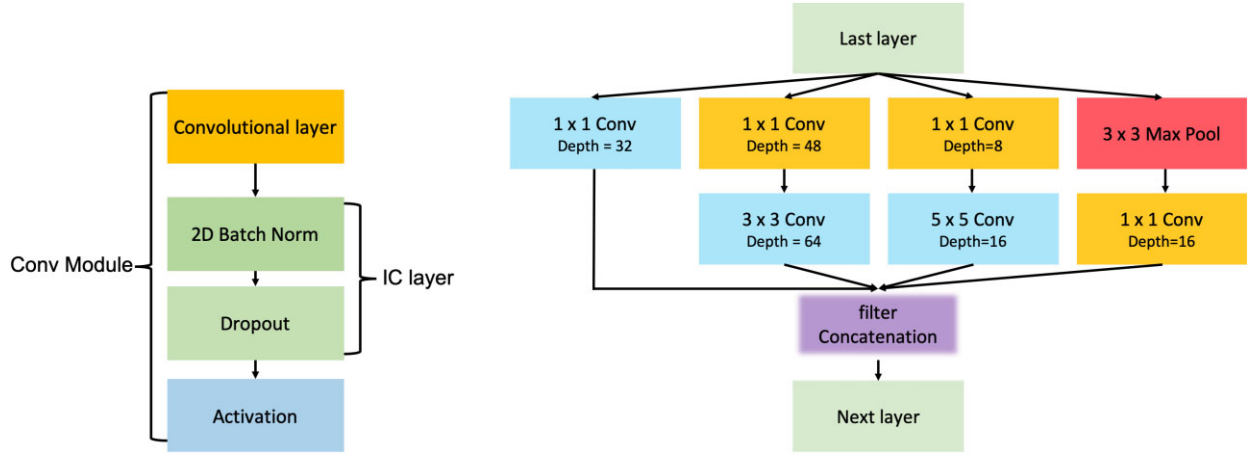 Conv Module
Convolutional layer
2D Batch Norm
Dropout
Activation
IC layer
Last layer
1 x 1 Conv
Depth = 32
1 x 1 Conv
Depth = 48
1 x 1 Conv
Depth=8
3 x 3 Max Pool
3 x 3 Conv
Depth = 64
5 x 5 Conv
Depth=16
1 x 1 Conv
Depth=16
filter
Concatenation
Next layer